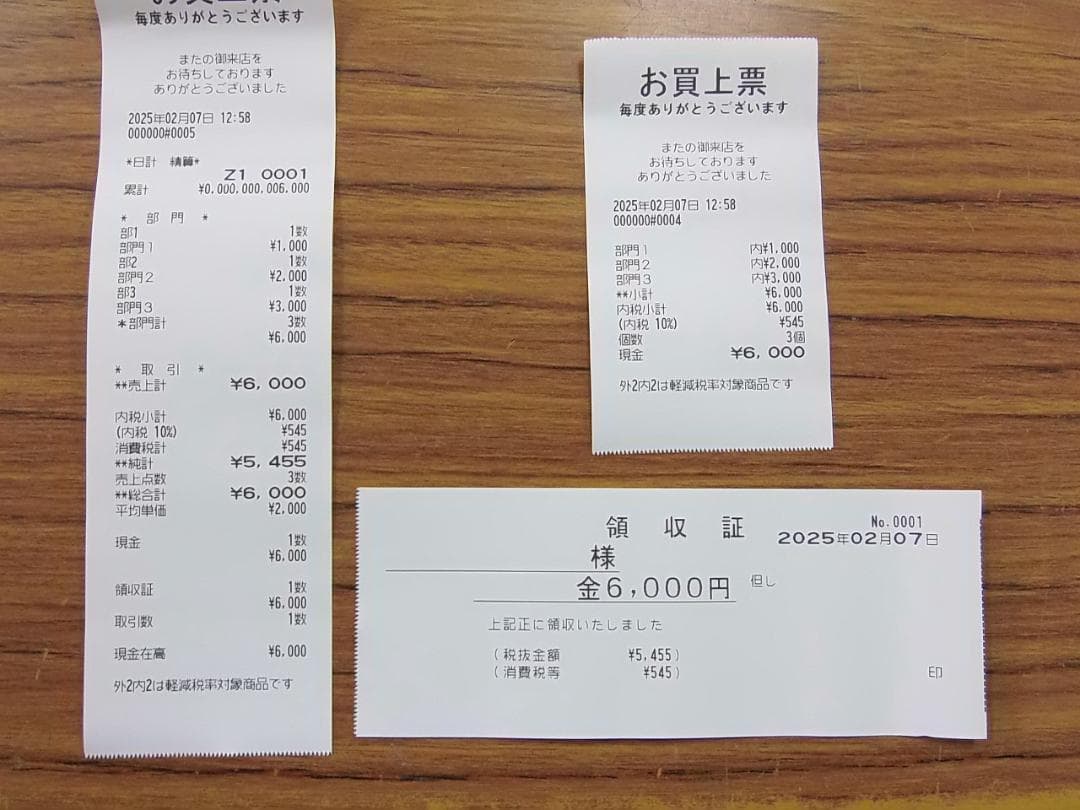 毎度ありがとうございます
またの御来店を
お待ちしております
ありがとうございました
2025年02月07日 12:58
000000#0005
*日計 精算*
Z1 0001
累計 ¥0,000,000,006,000
* 部 門 *
部1 1数
部門1 ¥1,000
部2 1数
部門2 ¥2,000
部3 1数
部門3 ¥3,000
*部門計 3数
¥6,000
* 取 引 *
**売上計 ¥6,000
内税小計 ¥6,000
(内税 10%) ¥545
消費税計 ¥545
**純計 ¥5,455
売上点数 3数
**総合計 ¥6,000
平均単価 ¥2,000
現金 1数
¥6,000
領収証 1数
¥6,000
取引数 1数
現金在高 ¥6,000
外2内2は軽減税率対象商品です
お買上票
毎度ありがとうございます
またの御来店を
お待ちしております
ありがとうございました
2025年02月07日 12:58
000000#0004
部門1 内¥1,000
部門2 内¥2,000
部門3 内¥3,000
**小計 ¥6,000
内税小計 ¥6,000
(内税 10%) ¥545
個数 3個
現金 ¥6,000
外2内2は軽減税率対象商品です
領 収 証 No.0001
2025年02月07日
様
金6,000円 但し
上記正に領収いたしました
(税抜金額 ¥5,455)
(消費税等 ¥545)
印